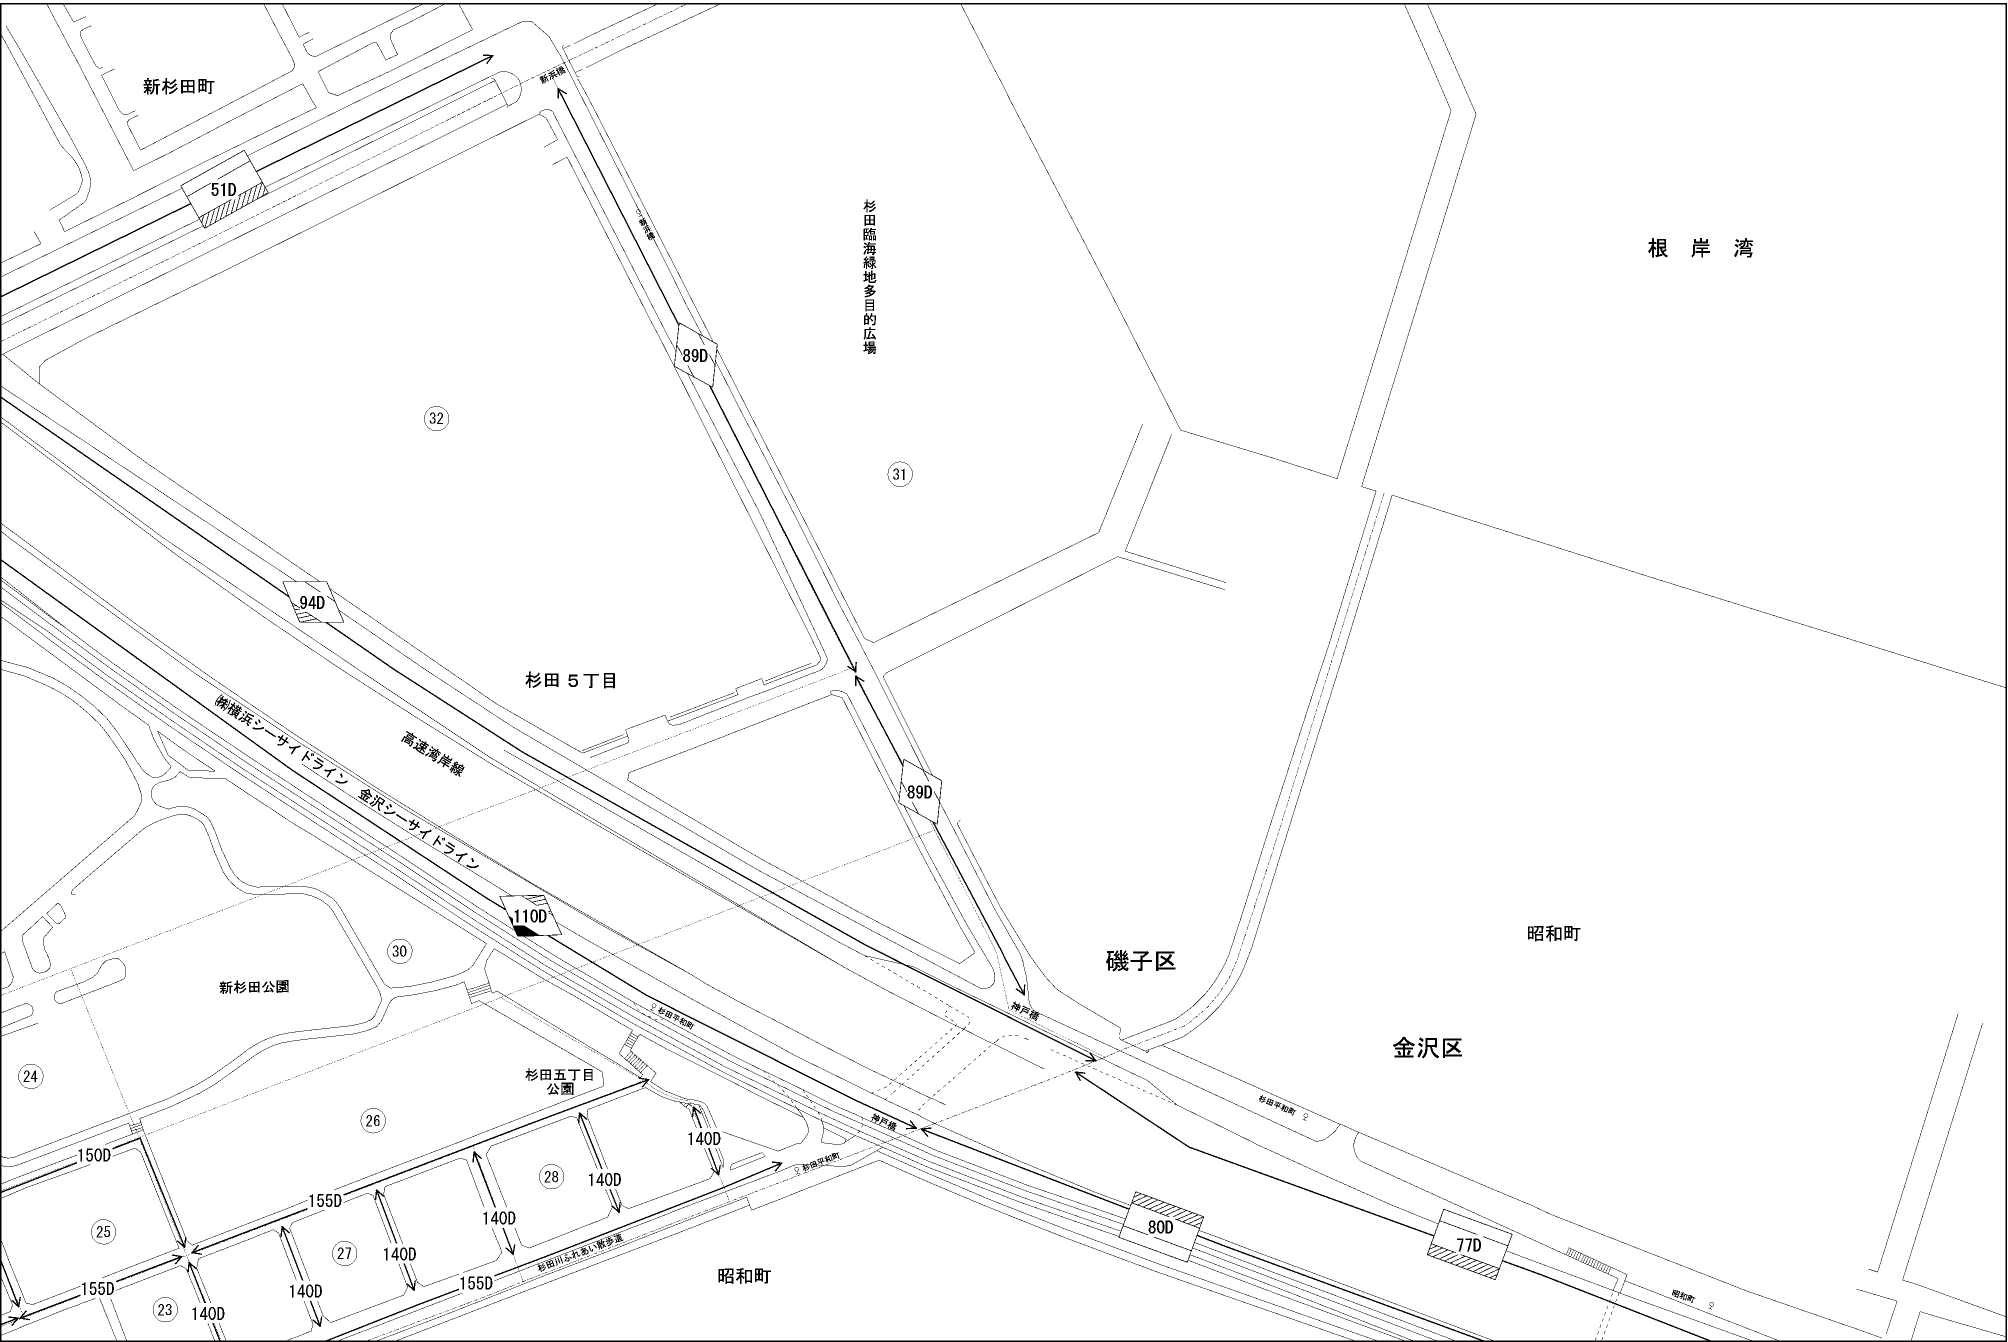 新杉田町
新浜橋
51D
新浜橋
杉田臨海緑地多目的広場
根岸湾
89D
32
31
94D
杉田5丁目
㈱横浜シーサイドライン 金沢シーサイドライン
高速湾岸線
89D
110D
30
新杉田公園
杉田平和町
神戸橋
磯子区
昭和町
金沢区
24
杉田五丁目
公園
26
神戸橋
杉田平和町
140D
150D
28
140D
杉田平和町
155D
140D
80D
77D
25
27
140D
杉田川ふれあい散歩道
昭和町
155D
155D
140D
23
140D
昭和町